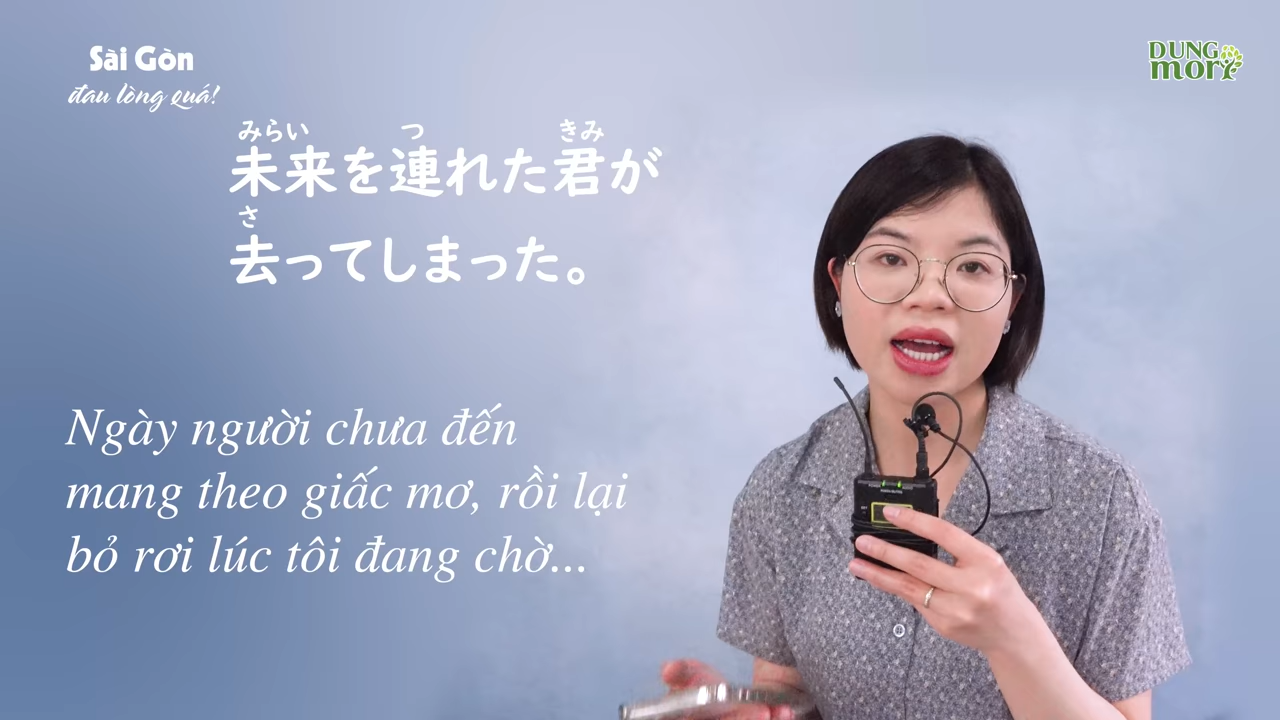 Sài Gòn
đau lòng quá!
DUNG
mori
みらい つ きみ
未来を連れた君が
さ
去ってしまった。
Ngày người chưa đến
mang theo giấc mơ, rồi lại
bỏ rơi lúc tôi đang chờ...